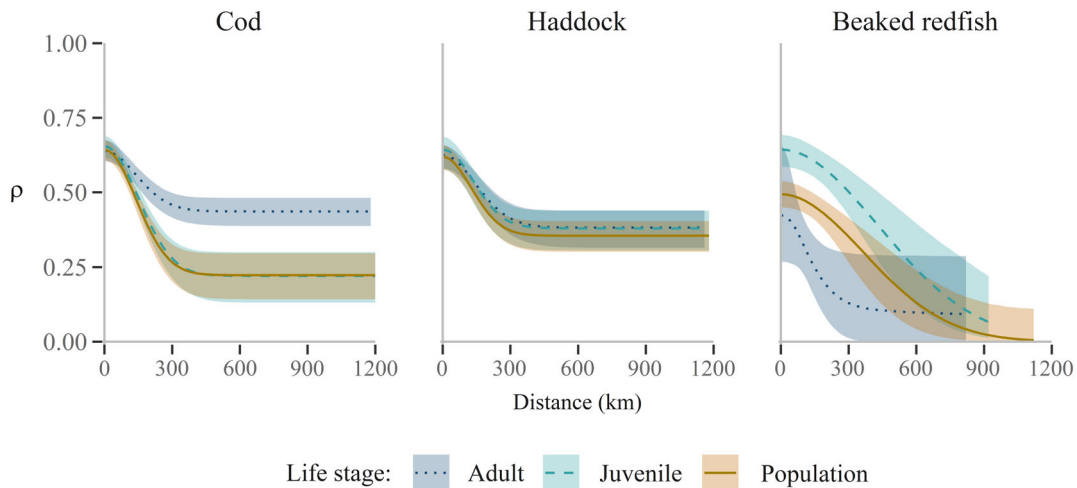 Cod Haddock Beaked redfish
1.00
0.75
ρ 0.50
0.25
0.00
0 300 600 900 1200 0 300 600 900 1200 0 300 600 900 1200
Distance (km)
Life stage: Adult Juvenile Population